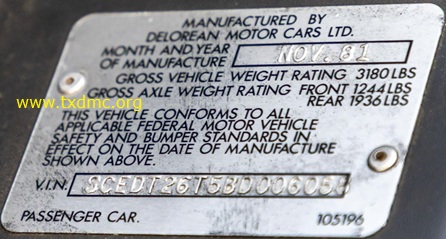 MANUFACTURED BY
DELOREAN MOTOR CARS LTD.
MONTH AND YEAR
OF MANUFACTURE NOV. 81
GROSS VEHICLE WEIGHT RATING 3180 LBS
GROSS AXLE WEIGHT RATING FRONT 1244 LBS
REAR 1936 LBS
www.txdmc.org
THIS VEHICLE CONFORMS TO ALL
APPLICABLE FEDERAL MOTOR VEHICLE
SAFETY AND BUMPER STANDARDS IN
EFFECT ON THE DATE OF MANUFACTURE
SHOWN ABOVE.
V.I.N.
PASSENGER CAR. 105196